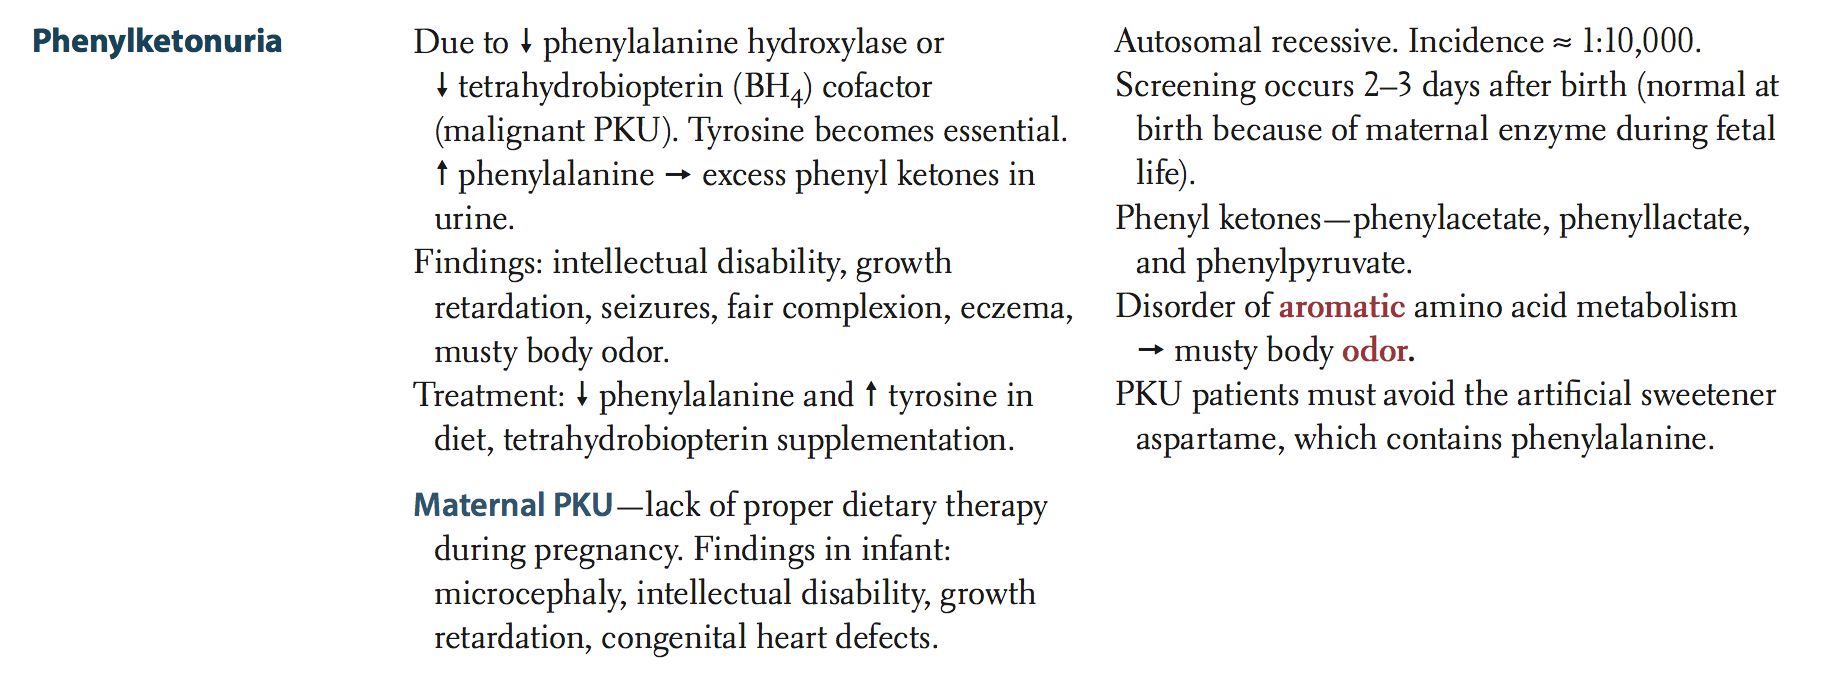 Phenylketonuria
Due to ↓ phenylalanine hydroxylase or
↓ tetrahydrobiopterin (BH₄) cofactor
(malignant PKU). Tyrosine becomes essential.
↑ phenylalanine → excess phenyl ketones in
urine.
Findings: intellectual disability, growth
retardation, seizures, fair complexion, eczema,
musty body odor.
Treatment: ↓ phenylalanine and ↑ tyrosine in
diet, tetrahydrobiopterin supplementation.
Maternal PKU—lack of proper dietary therapy
during pregnancy. Findings in infant:
microcephaly, intellectual disability, growth
retardation, congenital heart defects.
Autosomal recessive. Incidence ≈ 1:10,000.
Screening occurs 2–3 days after birth (normal at
birth because of maternal enzyme during fetal
life).
Phenyl ketones—phenylacetate, phenyllactate,
and phenylpyruvate.
Disorder of aromatic amino acid metabolism
→ musty body odor.
PKU patients must avoid the artificial sweetener
aspartame, which contains phenylalanine.